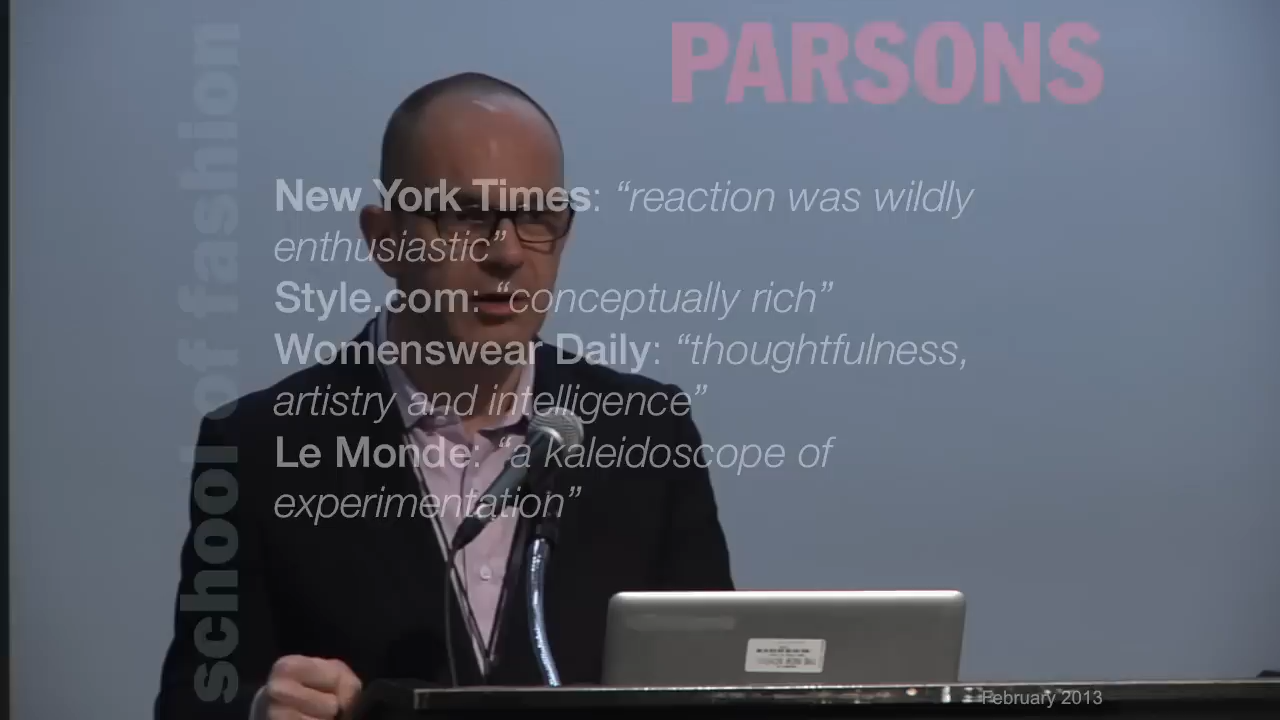 PARSONS
school of fashion
New York Times: “reaction was wildly
enthusiastic”
Style.com: “conceptually rich”
Womenswear Daily: “thoughtfulness,
artistry and intelligence”
Le Monde: “a kaleidoscope of
experimentation”
February 2013